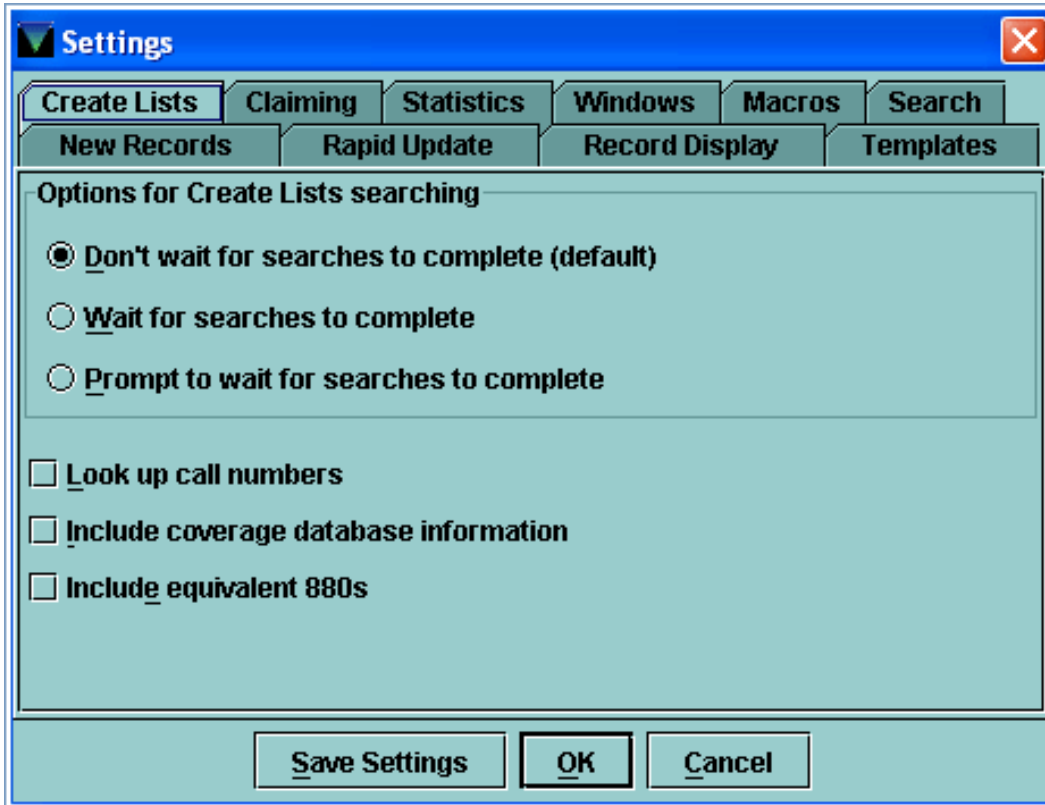 Settings
Create Lists Claiming Statistics Windows Macros Search
New Records Rapid Update Record Display Templates
Options for Create Lists searching
Don't wait for searches to complete (default)
Wait for searches to complete
Prompt to wait for searches to complete
Look up call numbers
Include coverage database information
Include equivalent 880s
Save Settings OK Cancel